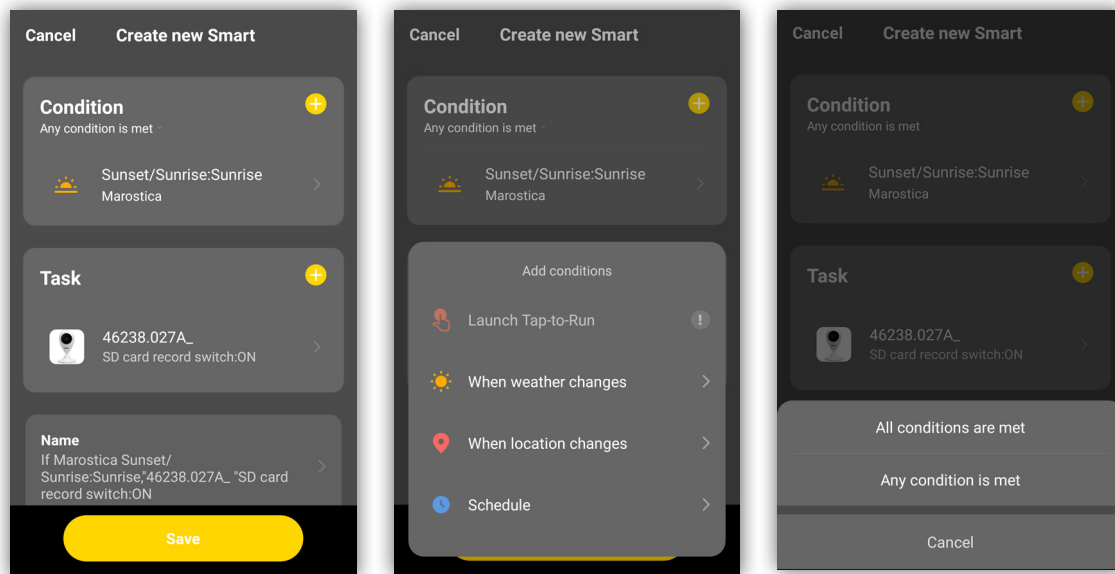 Cancel Create new Smart
Condition
Any condition is met
Sunset/Sunrise:Sunrise
Marostica
Task
46238.027A_
SD card record switch:ON
Name
If Marostica Sunset/
Sunrise:Sunrise,"46238.027A_ "SD card
record switch:ON
Save
Cancel Create new Smart
Condition
Any condition is met
Sunset/Sunrise:Sunrise
Marostica
Add conditions
Launch Tap-to-Run
When weather changes
When location changes
Schedule
Cancel Create new Smart
Condition
Any condition is met
Sunset/Sunrise:Sunrise
Marostica
Task
46238.027A_
SD card record switch:ON
All conditions are met
Any condition is met
Cancel